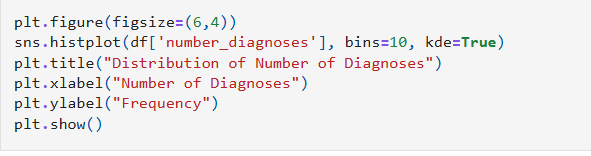 plt.figure(figsize=(6,4))
sns.histplot(df['number_diagnoses'], bins=10, kde=True)
plt.title("Distribution of Number of Diagnoses")
plt.xlabel("Number of Diagnoses")
plt.ylabel("Frequency")
plt.show()